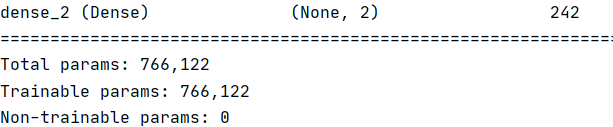 dense_2 (Dense)              (None, 2)                 242
=================================================================
Total params: 766,122
Trainable params: 766,122
Non-trainable params: 0